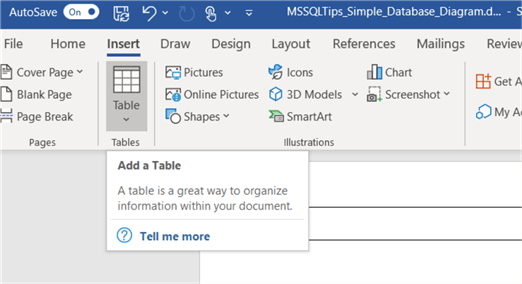 AutoSave On MSSQLTips_Simple_Database_Diagram.d... - S
File Home Insert Draw Design Layout References Mailings Review
Cover Page Table Pictures Icons Chart Get A
Blank Page Online Pictures 3D Models Screenshot
Page Break Shapes SmartArt My Ad
Pages Tables Illustrations
Add a Table
A table is a great way to organize
information within your document.
Tell me more